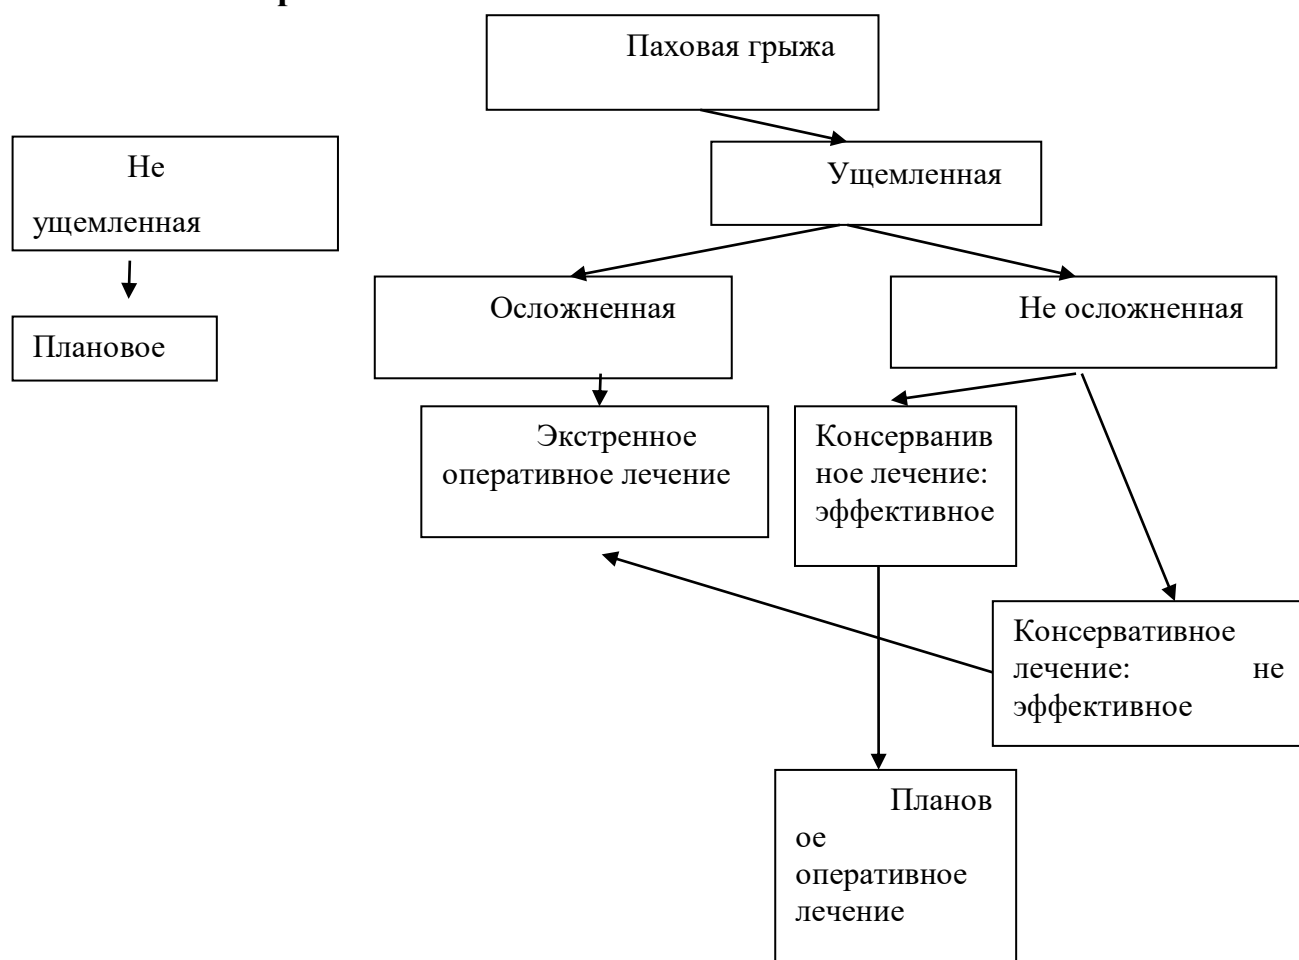 Паховая грыжа
Не
ущемленная
Ущемленная
Осложненная
Не осложненная
Плановое
Экстренное
оперативное лечение
Консерванив
ное лечение:
эффективное
Консервативное
лечение: не
эффективное
Планов
ое
оперативное
лечение